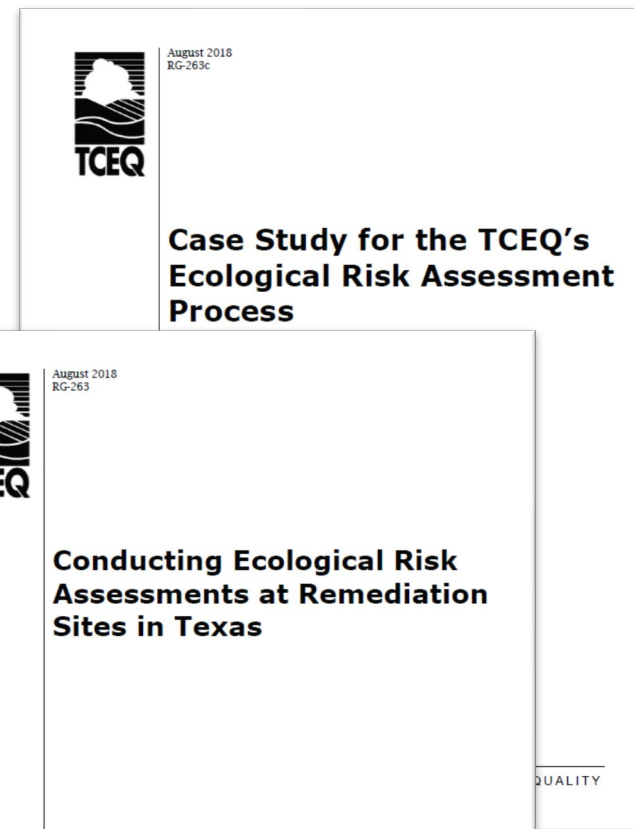 August 2018
RG-263c
TCEQ
Case Study for the TCEQ’s
Ecological Risk Assessment
Process
August 2018
RG-263
EQ
Conducting Ecological Risk
Assessments at Remediation
Sites in Texas
QUALITY